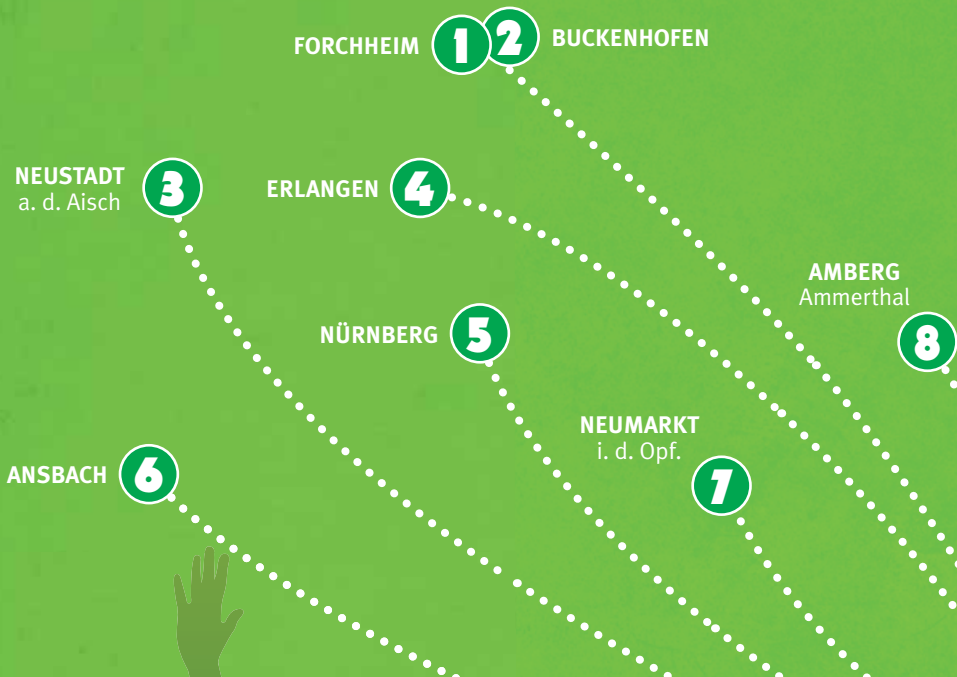 FORCHHEIM 1 2 BUCKENHOFEN
NEUSTADT
a. d. Aisch
3
ERLANGEN 4
AMBERG
Ammerthal
8
NÜRNBERG 5
NEUMARKT
i. d. Opf.
7
ANSBACH 6